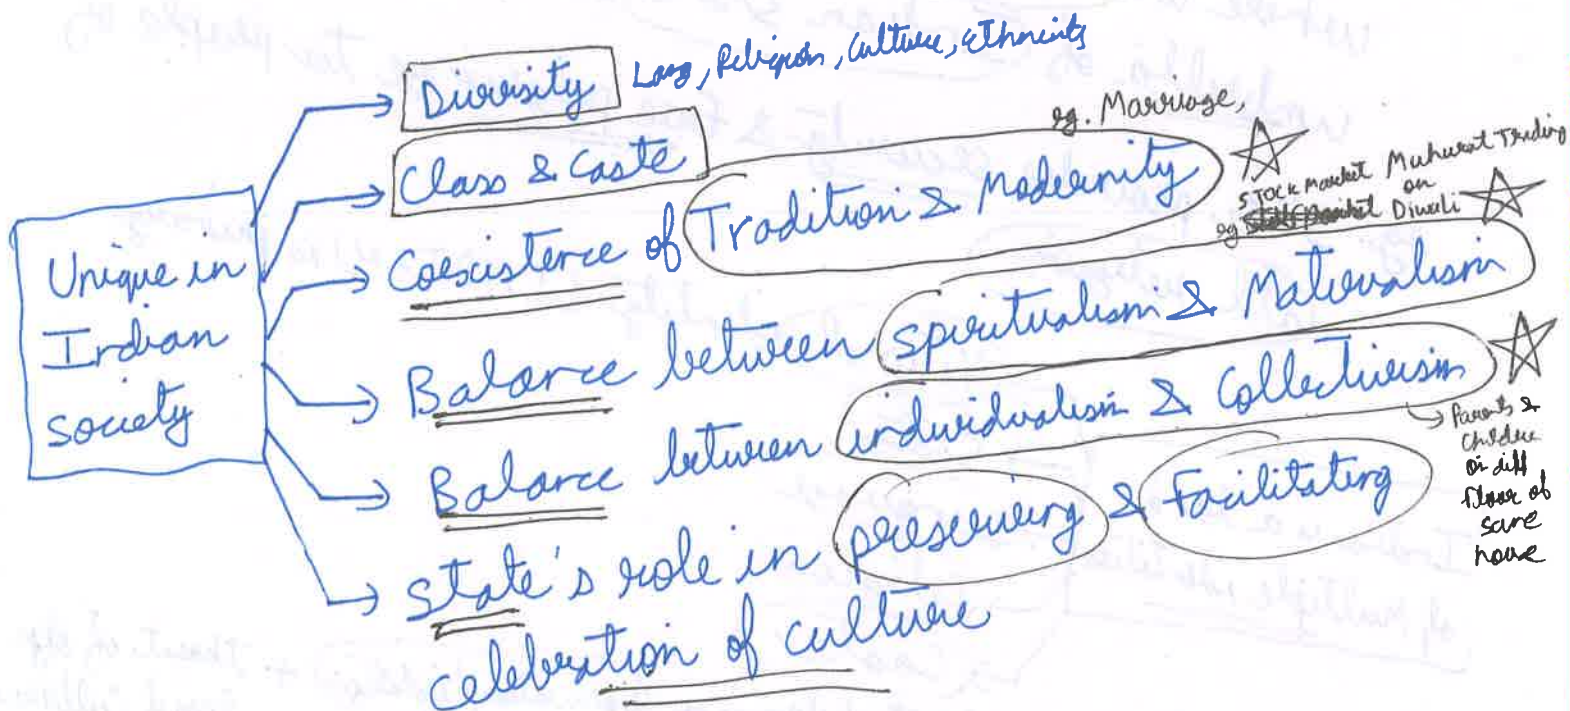 Unique in
Indian
society
Diversity
Lang, Religion, Culture, Ethnicity
Class & Caste
Coexistence of Tradition & Modernity
eg. Marriage,
eg Stock Market Muhurat Trading
on
Diwali
Balance between spiritualism & Materialism
Balance between individualism & Collectivism
→ Parents &
children
on diff
floor of
same
house
State's role in preserving & Facilitating
celebration of culture